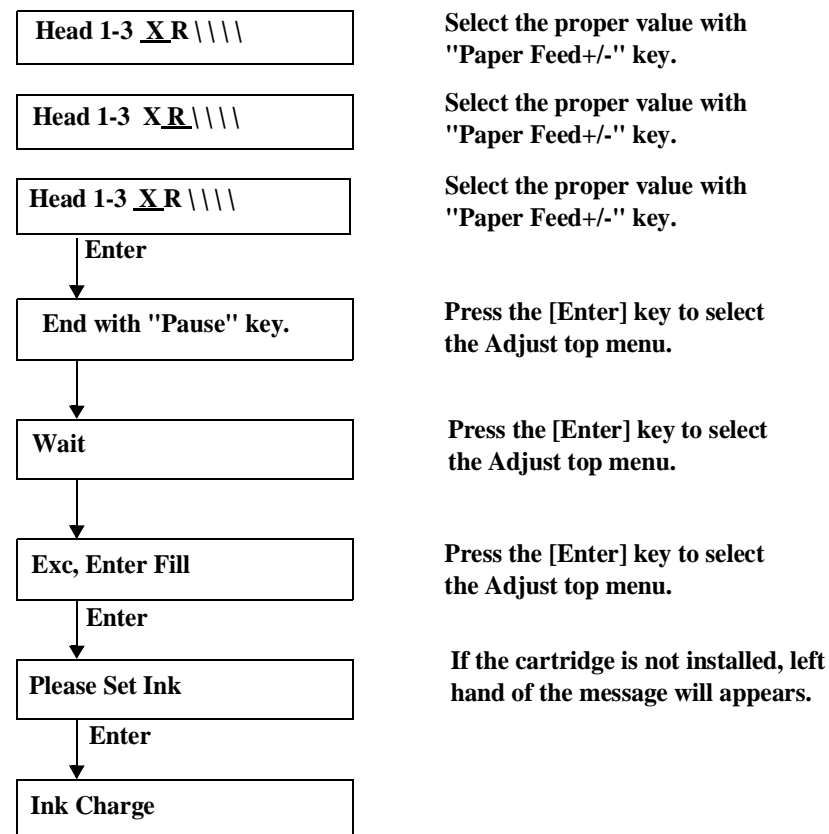 Head 1-3 X R \ \ \ \
Select the proper value with
"Paper Feed+/-" key.
Head 1-3 X R \ \ \ \
Select the proper value with
"Paper Feed+/-" key.
Head 1-3 X R \ \ \ \
Select the proper value with
"Paper Feed+/-" key.
Enter
End with "Pause" key.
Press the [Enter] key to select
the Adjust top menu.
Wait
Press the [Enter] key to select
the Adjust top menu.
Exc, Enter Fill
Press the [Enter] key to select
the Adjust top menu.
Enter
Please Set Ink
If the cartridge is not installed, left
hand of the message will appears.
Enter
Ink Charge